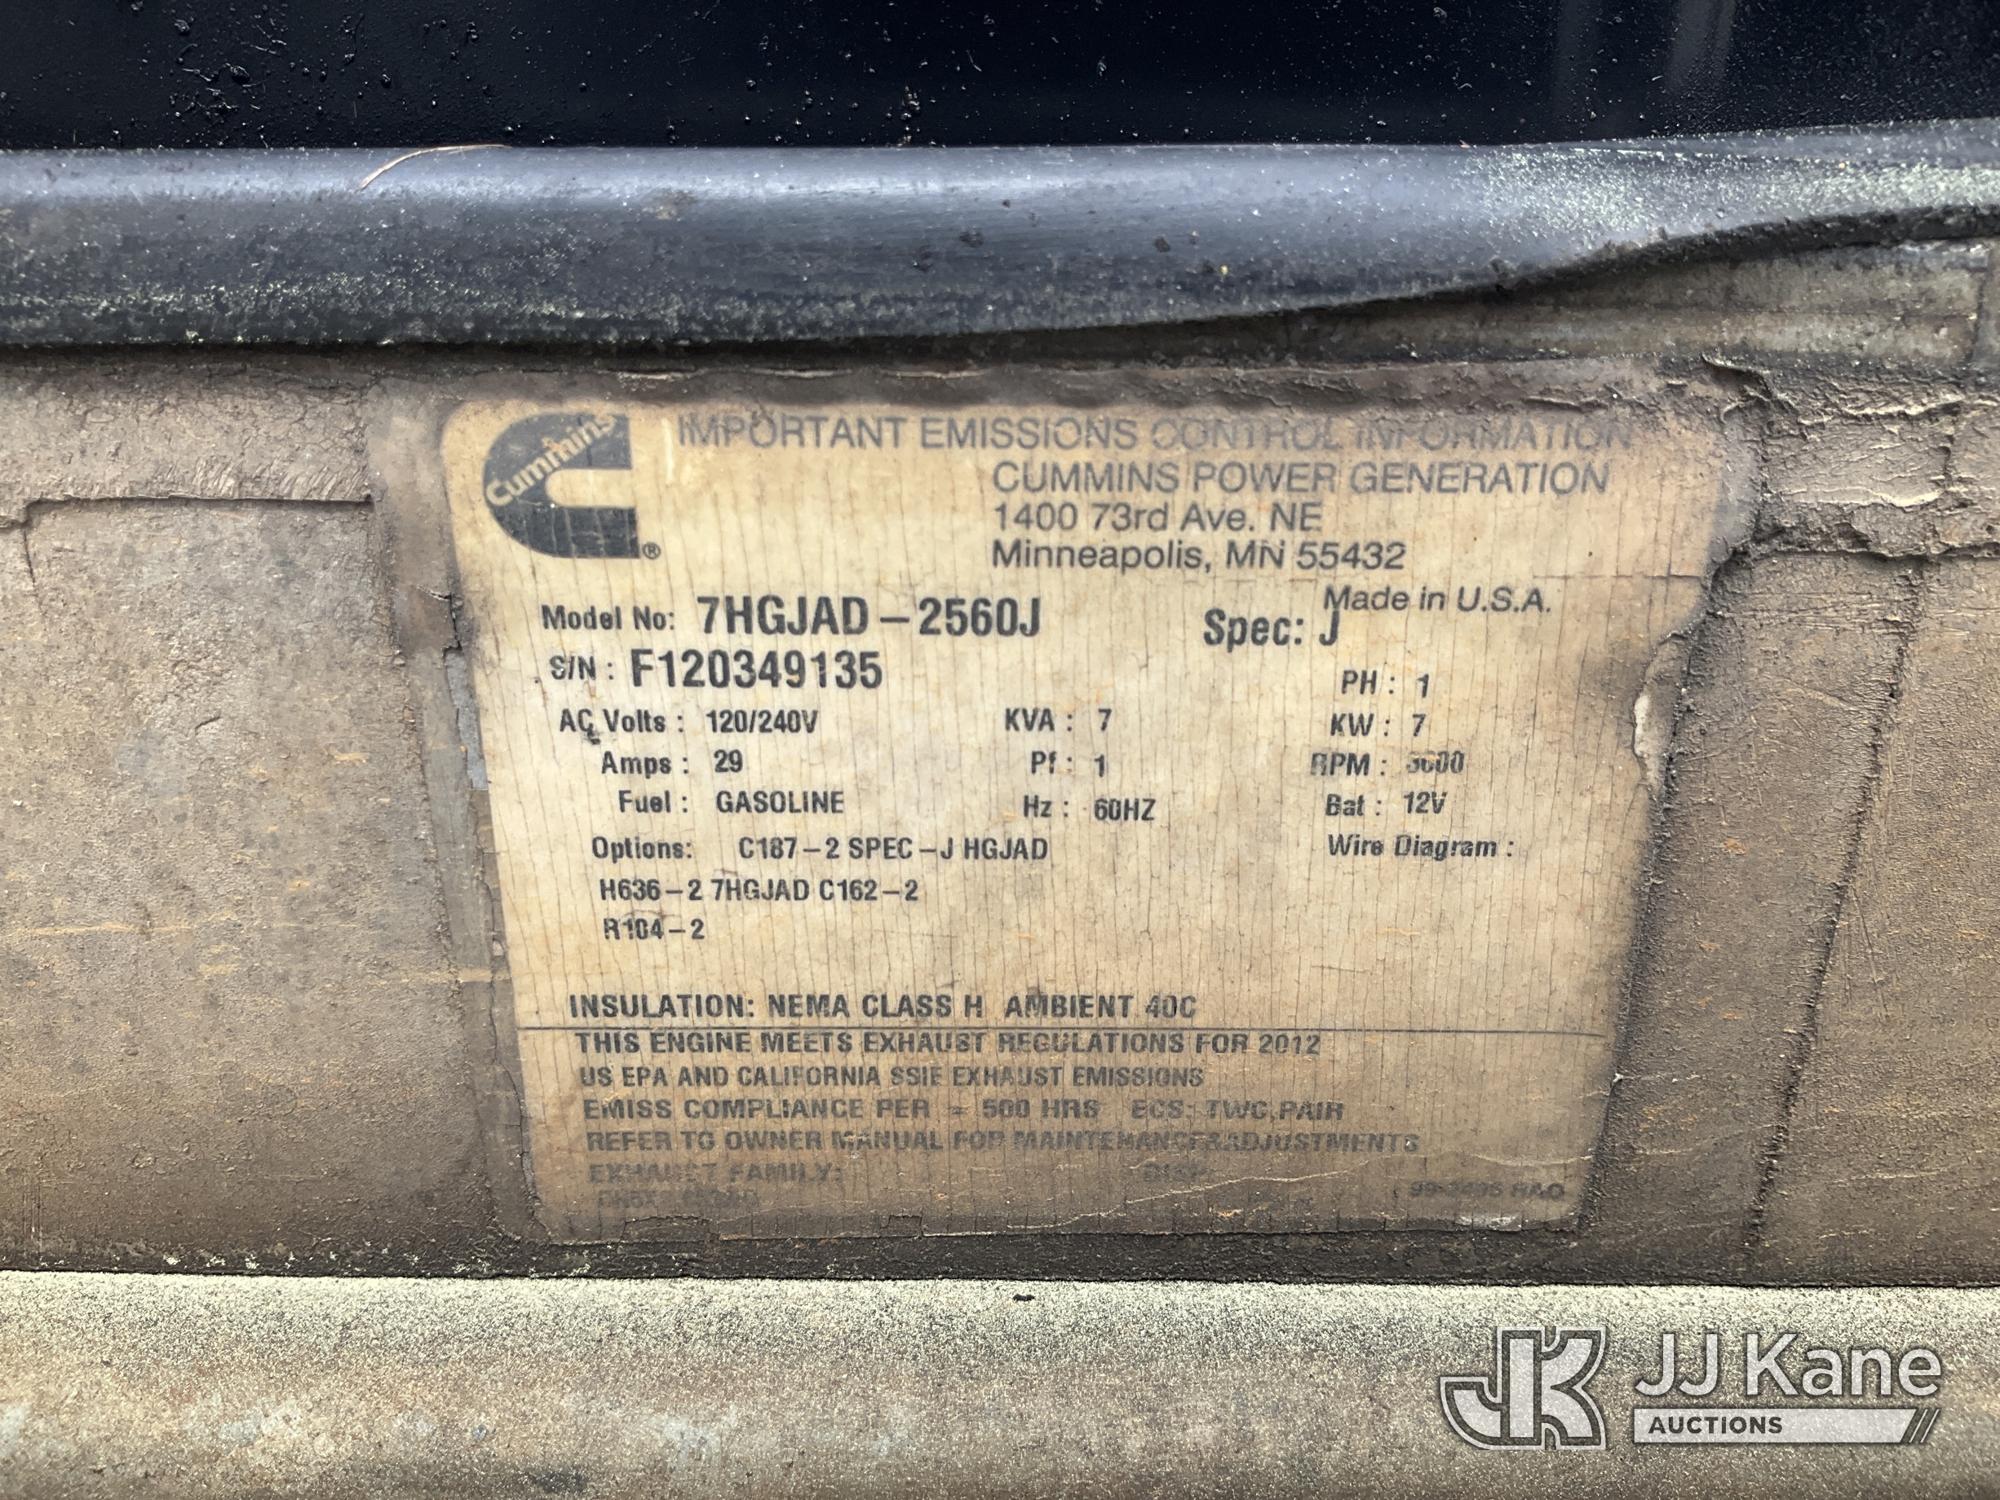 Cummins
®
IMPORTANT EMISSIONS CONTROL INFORMATION
CUMMINS POWER GENERATION
1400 73rd Ave. NE
Minneapolis, MN 55432
Made in U.S.A.
Model No: 7HGJAD-2560J Spec: J
S/N : F120349135 PH : 1
AC Volts : 120/240V KVA : 7 KW : 7
Amps : 29 Pf : 1 RPM : 3600
Fuel : GASOLINE Hz : 60HZ Bat : 12V
Options: C187-2 SPEC-J HGJAD Wire Diagram :
H636-2 7HGJAD C162-2
R104-2
INSULATION: NEMA CLASS H AMBIENT 40C
THIS ENGINE MEETS EXHAUST REGULATIONS FOR 2012
US EPA AND CALIFORNIA SSIE EXHAUST EMISSIONS
EMISS COMPLIANCE PER = 500 HRS ECS: TWC,PAIR
REFER TO OWNER MANUAL FOR MAINTENANCE&ADJUSTMENTS
EXHAUST FAMILY: DISP
JK JJ Kane
AUCTIONS